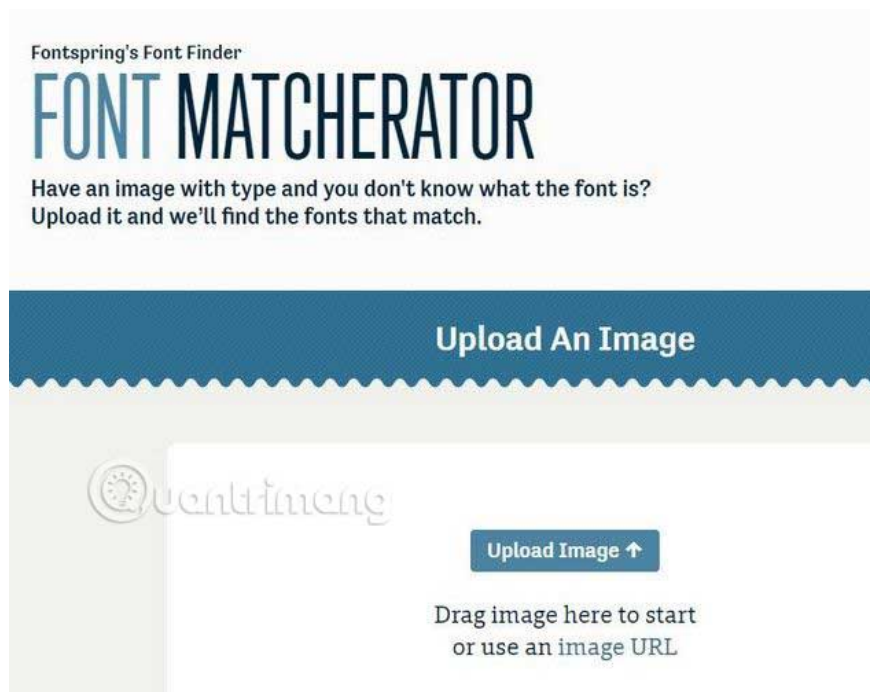 Fontspring's Font Finder
FONT MATCHERATOR
Have an image with type and you don't know what the font is?
Upload it and we'll find the fonts that match.
Upload An Image
Quantrimang
Upload Image ↑
Drag image here to start
or use an image URL